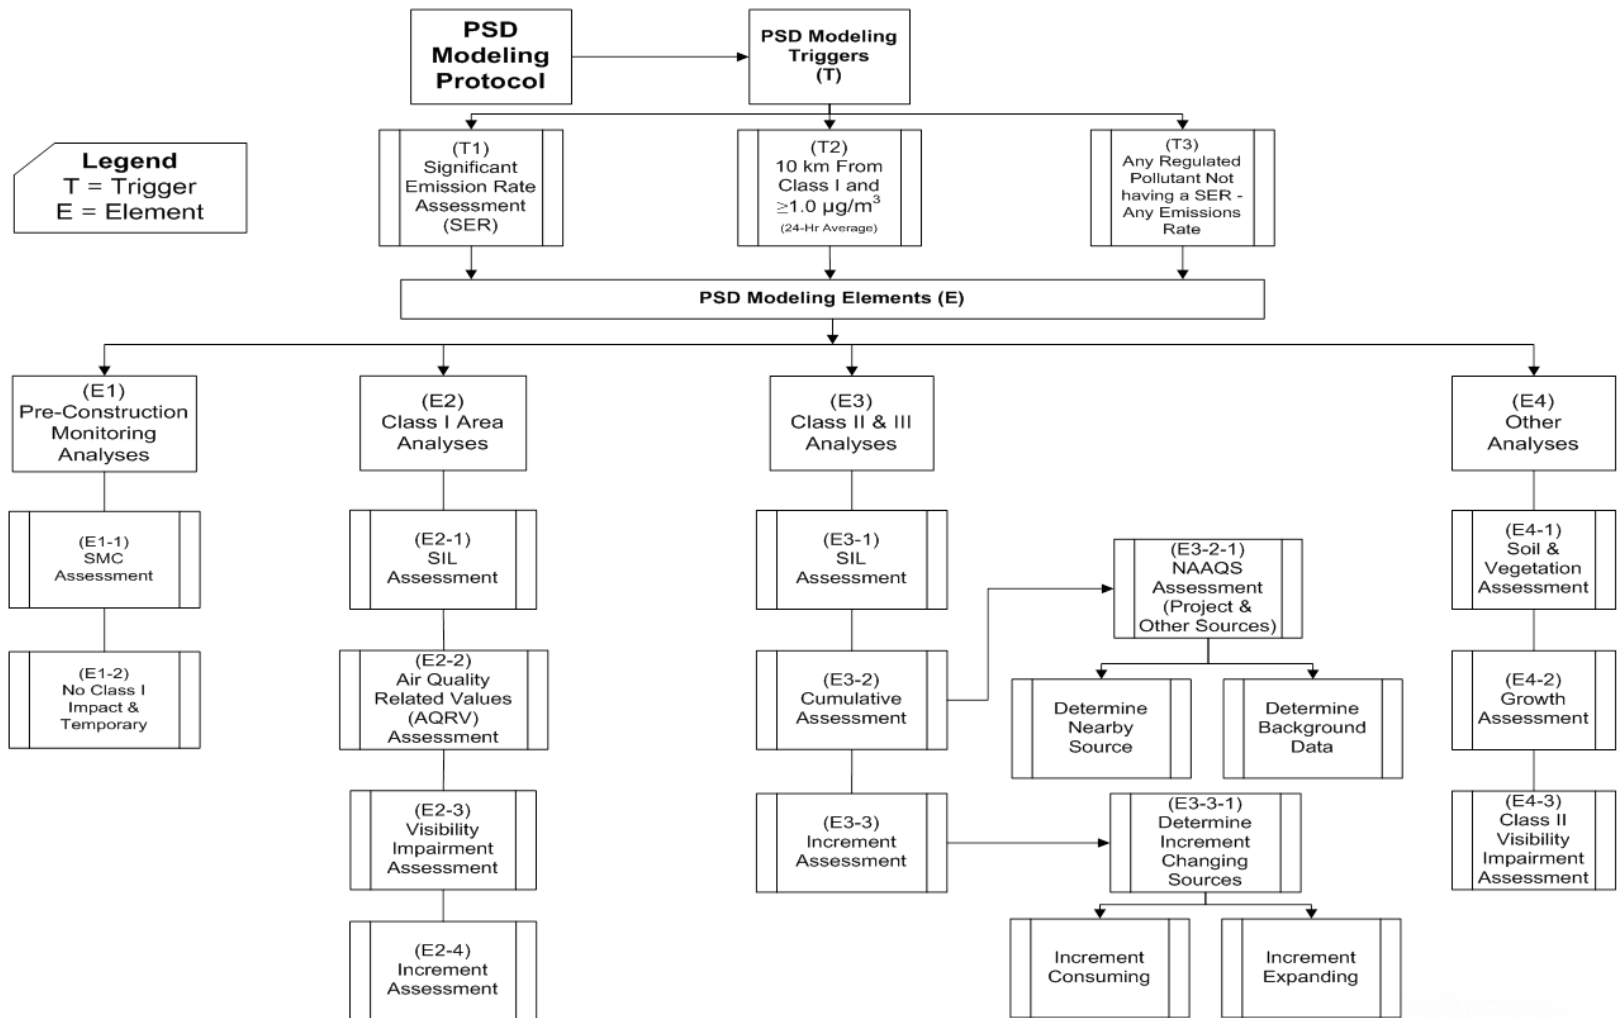 PSD
Modeling
Protocol
PSD Modeling
Triggers
(T)
Legend
T = Trigger
E = Element
(T1)
Significant
Emission Rate
Assessment
(SER)
(T2)
10 km From
Class I and
≥1.0 µg/m³
(24-Hr Average)
(T3)
Any Regulated
Pollutant Not
having a SER -
Any Emissions
Rate
PSD Modeling Elements (E)
(E1)
Pre-Construction
Monitoring
Analyses
(E2)
Class I Area
Analyses
(E3)
Class II & III
Analyses
(E4)
Other
Analyses
(E1-1)
SMC
Assessment
(E2-1)
SIL
Assessment
(E3-1)
SIL
Assessment
(E3-2-1)
NAAQS
Assessment
(Project &
Other Sources)
(E4-1)
Soil &
Vegetation
Assessment
(E1-2)
No Class I
Impact &
Temporary
(E2-2)
Air Quality
Related Values
(AQRV)
Assessment
(E3-2)
Cumulative
Assessment
Determine
Nearby
Source
Determine
Background
Data
(E4-2)
Growth
Assessment
(E2-3)
Visibility
Impairment
Assessment
(E3-3)
Increment
Assessment
(E3-3-1)
Determine
Increment
Changing
Sources
(E4-3)
Class II
Visibility
Impairment
Assessment
(E2-4)
Increment
Assessment
Increment
Consuming
Increment
Expanding